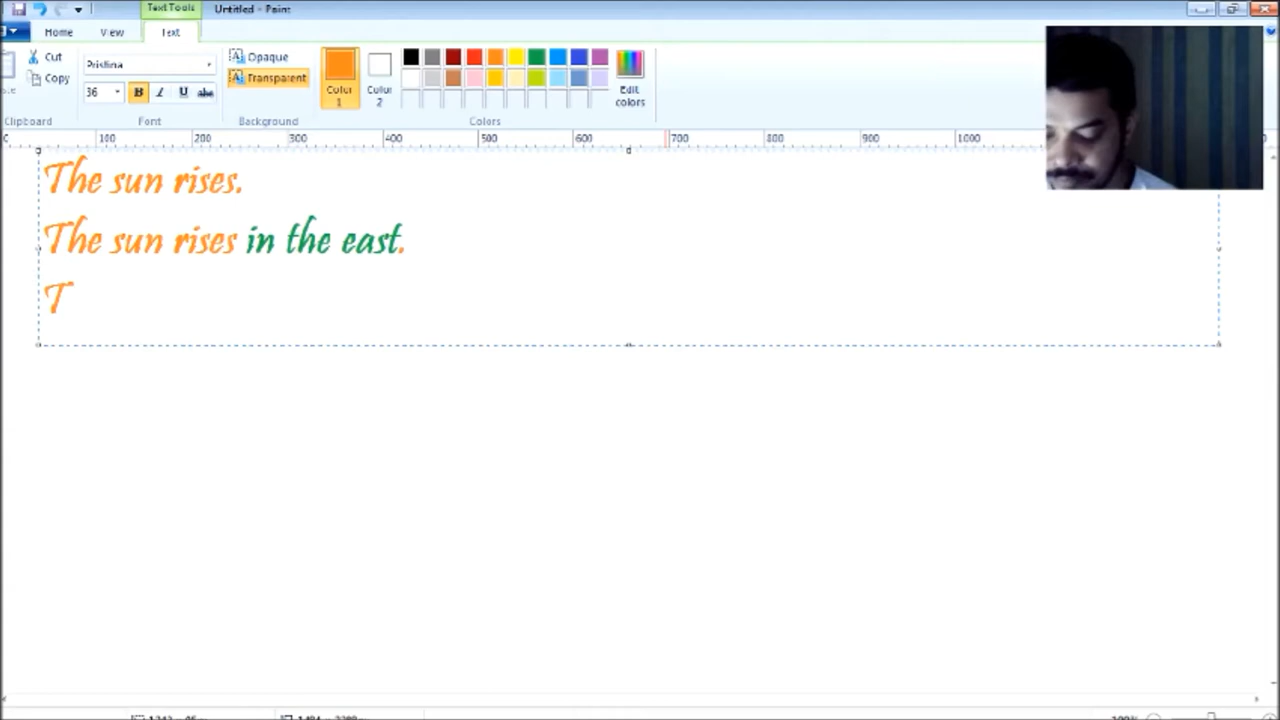 Text Tools
Untitled - Paint
Home View Text
Cut
Copy
Clipboard
Pristina
36
B I U abc
Font
Opaque
Transparent
Background
Color 1
Color 2
Edit colors
Colors
100 200 300 400 500 600 700 800 900 1000
The sun rises.
The sun rises in the east.
T